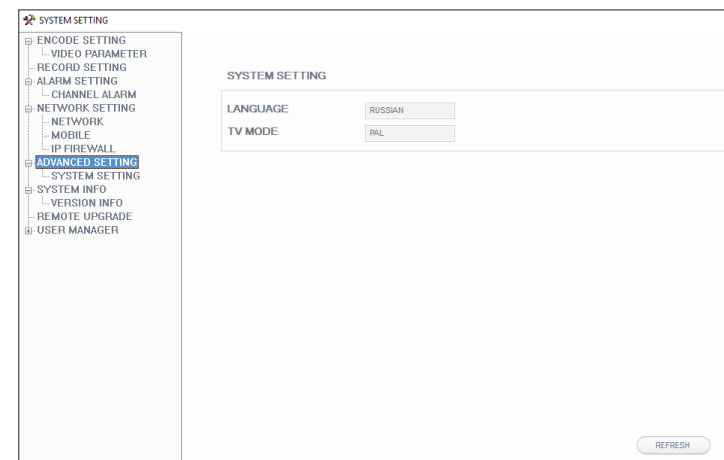 SYSTEM SETTING
ENCODE SETTING
VIDEO PARAMETER
RECORD SETTING
ALARM SETTING
CHANNEL ALARM
NETWORK SETTING
NETWORK
MOBILE
IP FIREWALL
ADVANCED SETTING
SYSTEM SETTING
SYSTEM INFO
VERSION INFO
REMOTE UPGRADE
USER MANAGER
SYSTEM SETTING
LANGUAGE RUSSIAN
TV MODE PAL
REFRESH